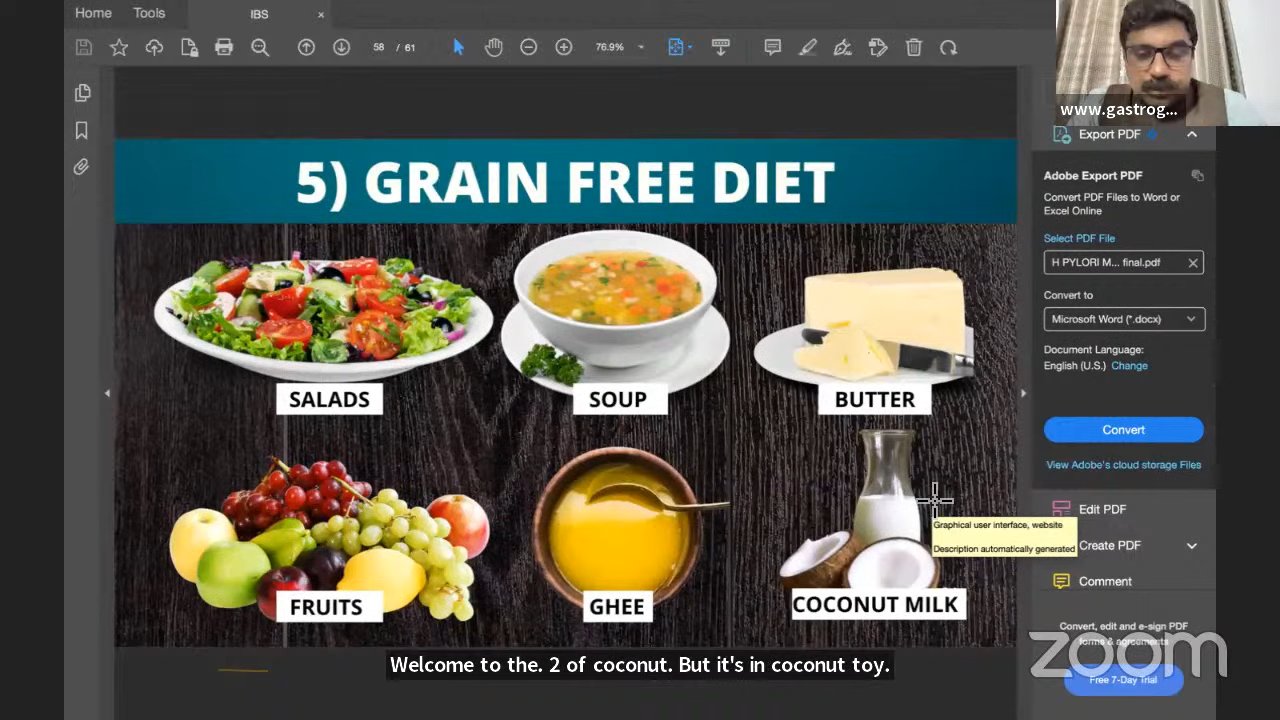 Home Tools IBS ×
58 / 61 76.9%
www.gastrog...
Export PDF
Adobe Export PDF
Convert PDF Files to Word or
Excel Online
Select PDF File
H PYLORI M... final.pdf
Convert to
Microsoft Word (*.docx)
Document Language:
English (U.S.) Change
Convert
View Adobe's cloud storage Files
Edit PDF
Create PDF
Comment
Convert, edit and e-sign PDF
forms & agreements
Free 7-Day Trial
5) GRAIN FREE DIET
SALADS
SOUP
BUTTER
FRUITS
GHEE
COCONUT MILK
Graphical user interface, website
Description automatically generated
zoom
Welcome to the. 2 of coconut. But it's in coconut toy.